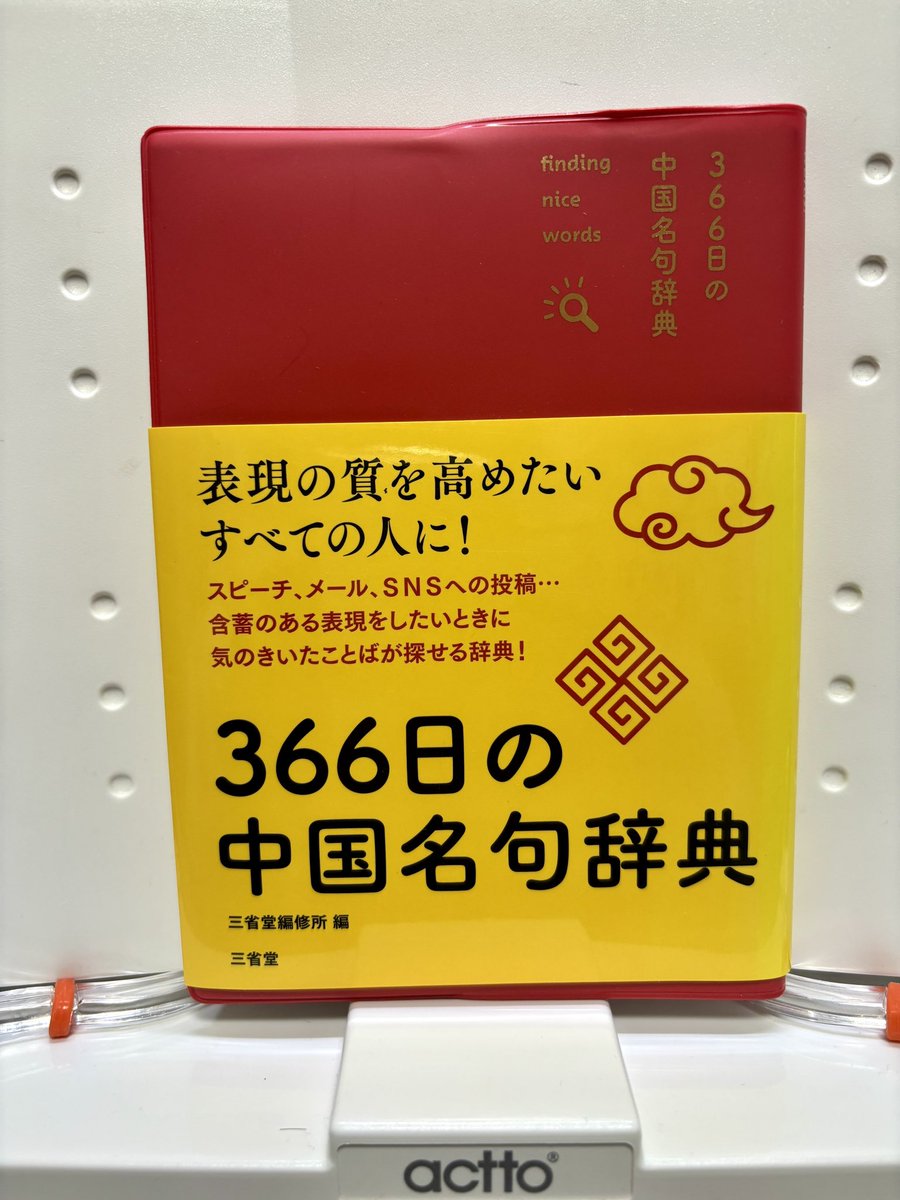 366日の
中国名句辞典
finding
nice
words
表現の質を高めたい
すべての人に!
スピーチ、メール、SNSへの投稿…
含蓄のある表現をしたいときに
気のきいたことばが探せる辞典!
366日の
中国名句辞典
三省堂編修所 編
三省堂
actto®